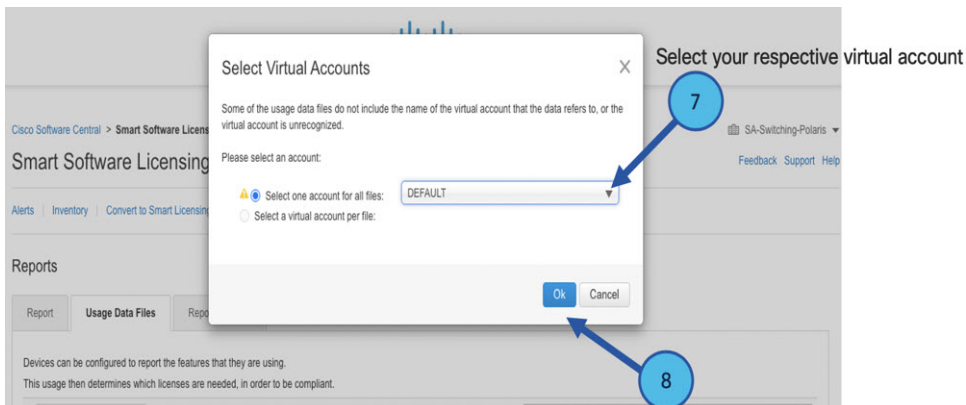 Select Virtual Accounts
X
Select your respective virtual account
Some of the usage data files do not include the name of the virtual account that the data refers to, or the
virtual account is unrecognized.
7
Cisco Software Central > Smart Software Licens
SA-Switching-Polaris
Smart Software Licensing
Please select an account:
Feedback Support Help
Select one account for all files:
DEFAULT
Select a virtual account per file:
Alerts | Inventory | Convert to Smart Licensing
Reports
Ok
Cancel
Report
Usage Data Files
Repo
Devices can be configured to report the features that they are using.
This usage then determines which licenses are needed, in order to be compliant.
8